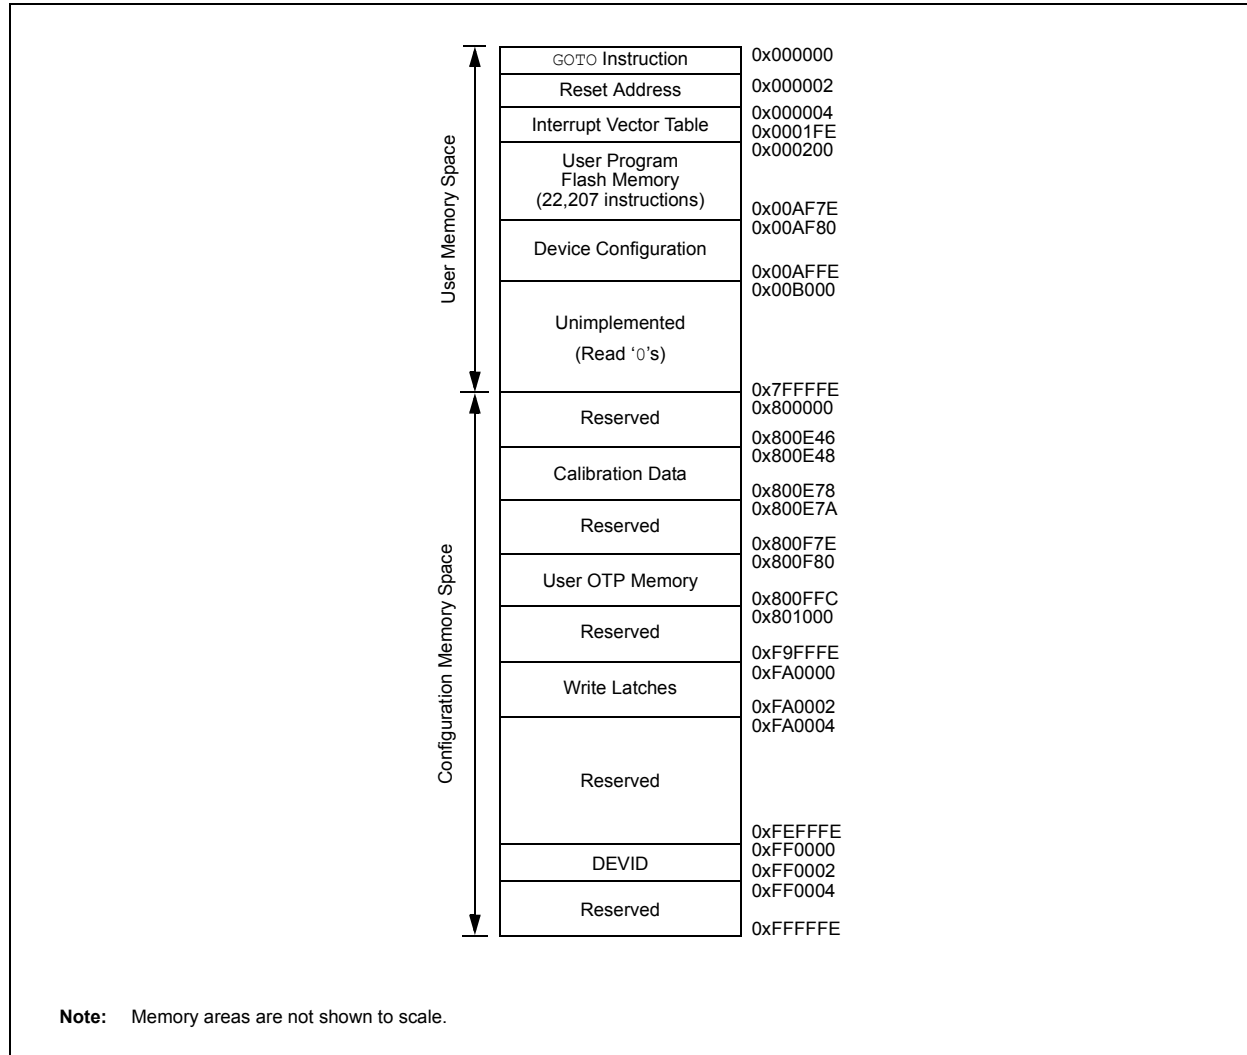 GOTO Instruction 0x000000
Reset Address 0x000002
0x000004
Interrupt Vector Table
0x0001FE
0x000200
User Program
Flash Memory
(22,207 instructions)
0x00AF7E
0x00AF80
Device Configuration
0x00AFFE
0x00B000
Unimplemented
(Read ‘0’s)
0x7FFFFE
User Memory Space
0x800000
Reserved
0x800E46
0x800E48
Calibration Data
0x800E78
0x800E7A
Reserved
0x800F7E
0x800F80
User OTP Memory
0x800FFC
0x801000
Reserved
0xF9FFFE
0xFA0000
Write Latches
0xFA0002
0xFA0004
Reserved
0xFEFFFE
0xFF0000
DEVID
0xFF0002
0xFF0004
Reserved
0xFFFFFE
Configuration Memory Space
Note: Memory areas are not shown to scale.